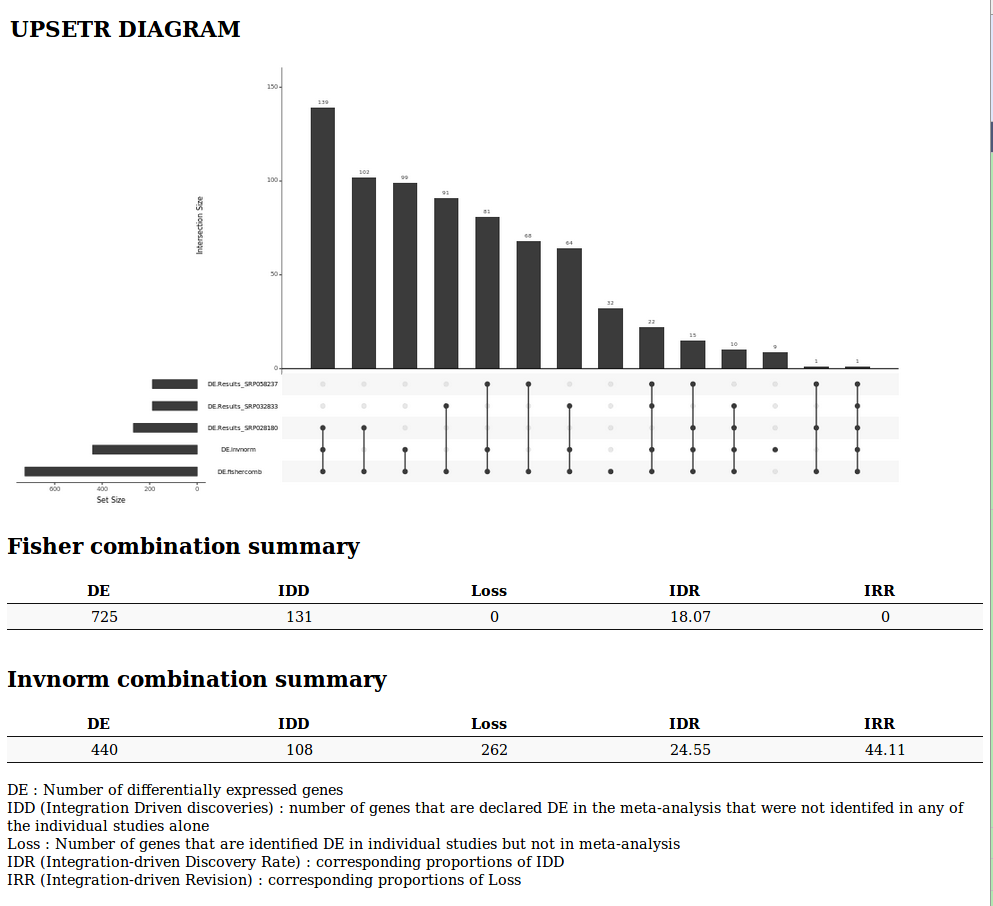 UPSETR DIAGRAM
150
100
50
0
Intersection Size
139
102
99
91
81
68
64
32
22
15
10
9
1
1
DE.Results_SRP058237
DE.Results_SRP032833
DE.Results_SRP028180
DE.invnorm
DE.fishercomb
600 400 200 0
Set Size
Fisher combination summary
DE IDD Loss IDR IRR
725 131 0 18.07 0
Invnorm combination summary
DE IDD Loss IDR IRR
440 108 262 24.55 44.11
DE : Number of differentially expressed genes
IDD (Integration Driven discoveries) : number of genes that are declared DE in the meta-analysis that were not identifed in any of
the individual studies alone
Loss : Number of genes that are identified DE in individual studies but not in meta-analysis
IDR (Integration-driven Discovery Rate) : corresponding proportions of IDD
IRR (Integration-driven Revision) : corresponding proportions of Loss